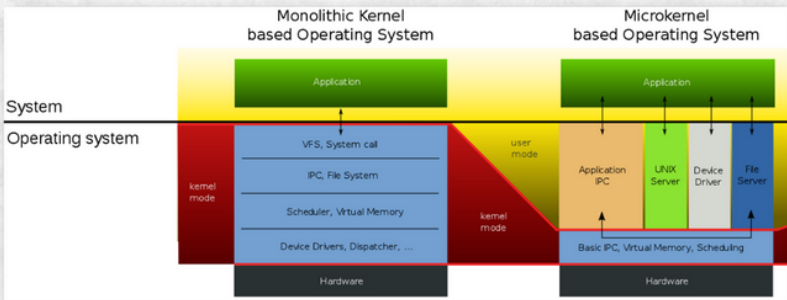 Monolithic Kernel
based Operating System
Microkernel
based Operating System
Application
Application
System
Operating system
kernel
mode
VFS, System call
IPC, File System
Scheduler, Virtual Memory
Device Drivers, Dispatcher, ...
Hardware
user
mode
kernel
mode
Application
IPC
UNIX
Server
Device
Driver
File
Server
Basic IPC, Virtual Memory, Scheduling
Hardware